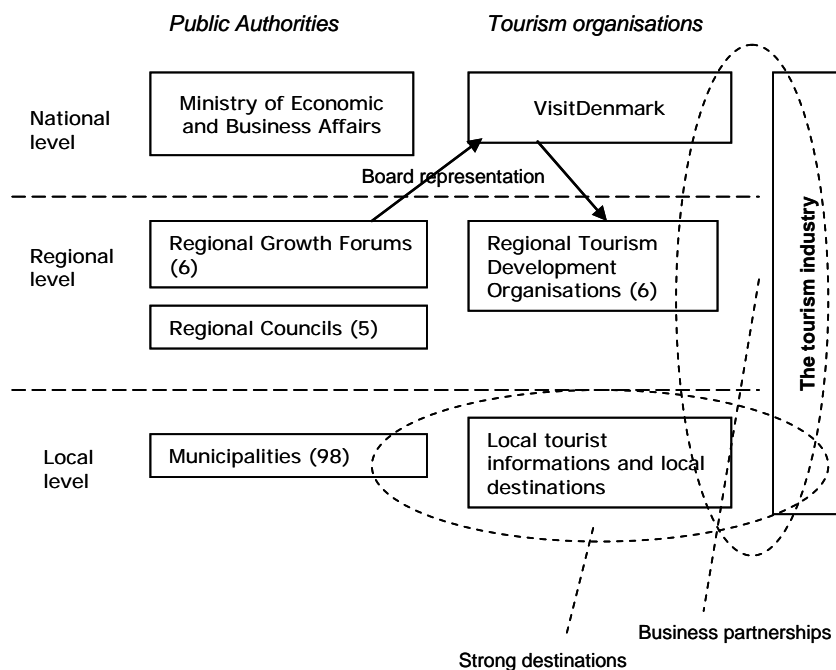 Public Authorities
Tourism organisations
National
level
Ministry of Economic
and Business Affairs
VisitDenmark
Board representation
Regional
level
Regional Growth Forums
(6)
Regional Tourism
Development
Organisations (6)
Regional Councils (5)
The tourism industry
Local
level
Municipalities (98)
Local tourist
informations and local
destinations
Business partnerships
Strong destinations